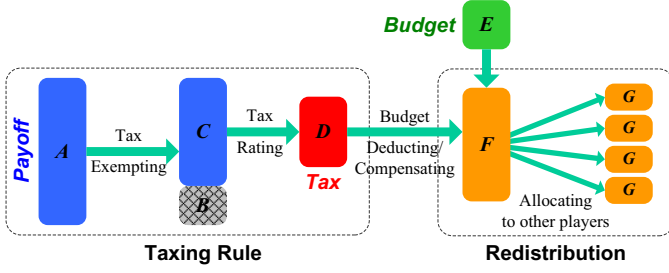 Budget
E
Payoff
A
Tax
Exempting
C
B
Tax
Rating
D
Tax
Budget
Deducting/
Compensating
F
G
G
G
G
Allocating
to other players
Taxing Rule
Redistribution